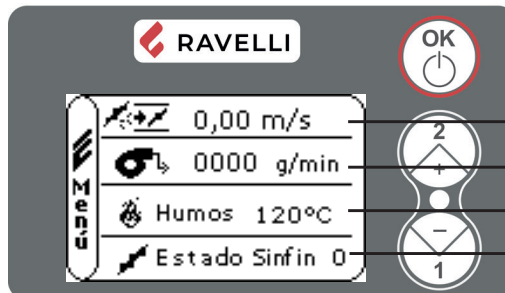 RAVELLI
OK
Menú
0,00 m/s
0000 g/min
Humos 120°C
Estado Sinfin 0
2
+
−
1